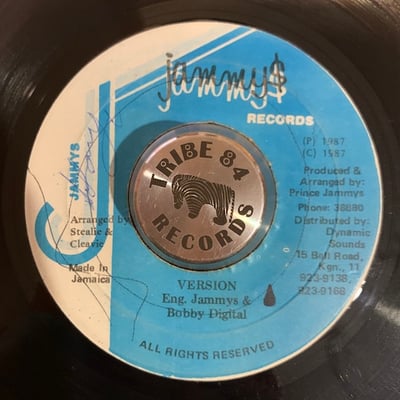 jammy$
RECORDS
(P) 1987
(C) 1987
Produced &
Arranged by:
Prince Jammys
Phone: 38880
Distributed by:
Dynamic
Sounds
15 Bell Road,
Kgn., 11
923-9138,
923-9168
JAMMYS
Arranged by
Stealie &
Cleavie
Made In
Jamaica
TRIBE 84
RECORDS
VERSION
Eng. Jammys &
Bobby Digital
ALL RIGHTS RESERVED